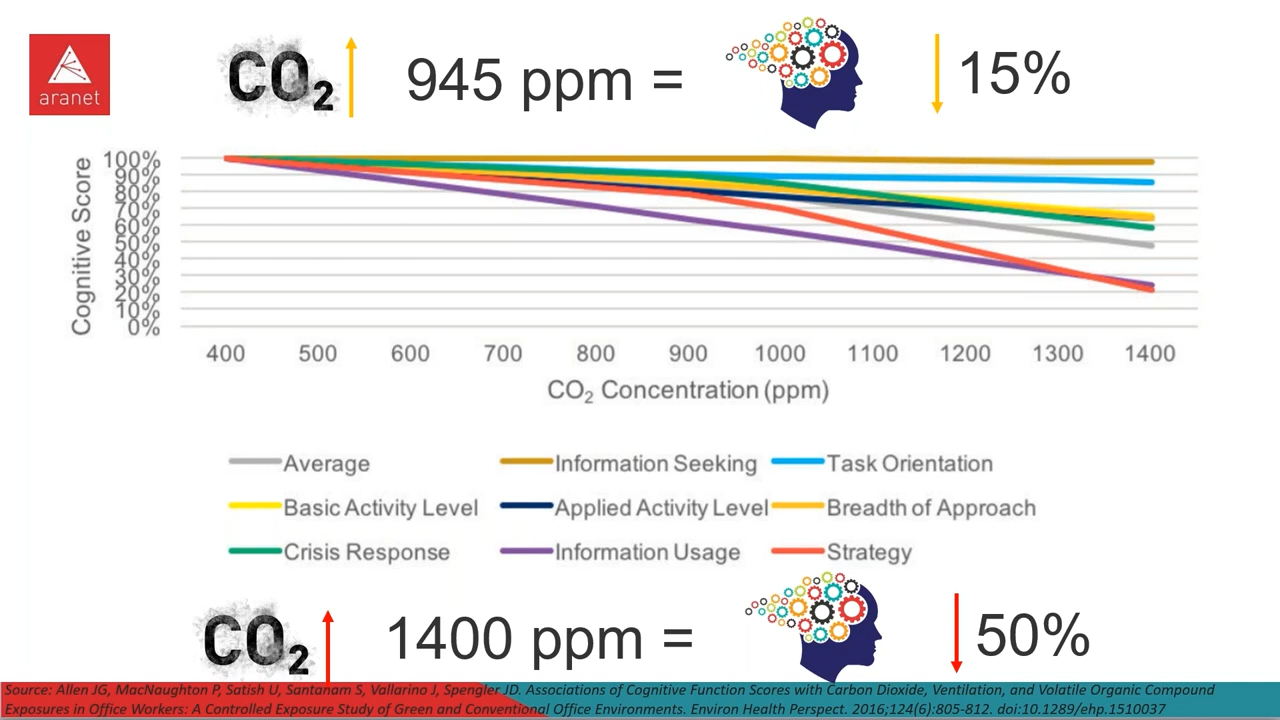 aranet
CO₂ 945 ppm = 15%
Cognitive Score
100%
90%
80%
70%
60%
50%
40%
30%
20%
10%
0%
400 500 600 700 800 900 1000 1100 1200 1300 1400
CO₂ Concentration (ppm)
Average Information Seeking Task Orientation
Basic Activity Level Applied Activity Level Breadth of Approach
Crisis Response Information Usage Strategy
CO₂ 1400 ppm = 50%
Source: Allen JG, MacNaughton P, Satish U, Santanam S, Vallarino J, Spengler JD. Associations of Cognitive Function Scores with Carbon Dioxide, Ventilation, and Volatile Organic Compound
Exposures in Office Workers: A Controlled Exposure Study of Green and Conventional Office Environments. Environ Health Perspect. 2016;124(6):805-812. doi:10.1289/ehp.1510037